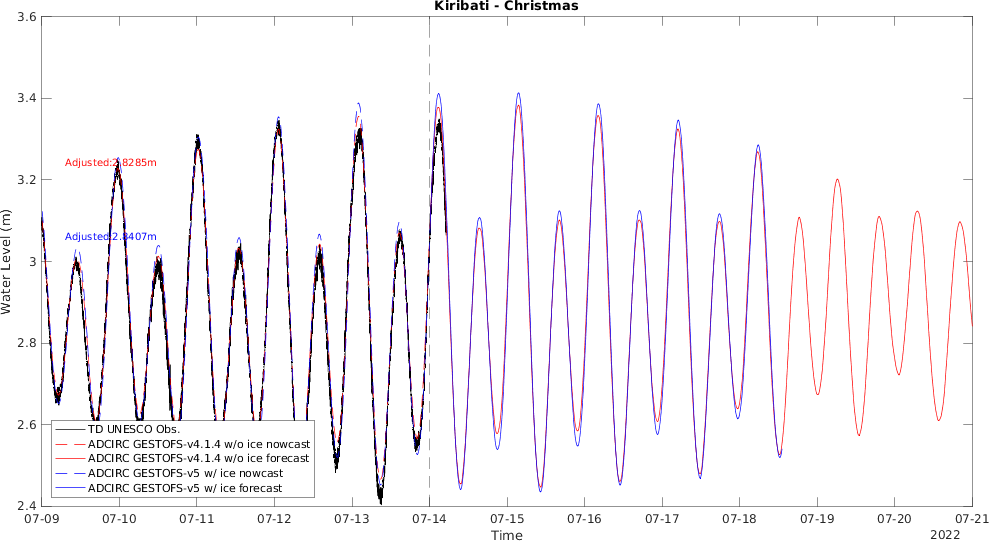 Kiribati - Christmas
3.6
3.4
3.2
3
2.8
2.6
2.4
Water Level (m)
Adjusted:2.8285m
Adjusted:2.8407m
TD UNESCO Obs.
ADCIRC GESTOFS-v4.1.4 w/o ice nowcast
ADCIRC GESTOFS-v4.1.4 w/o ice forecast
ADCIRC GESTOFS-v5 w/ ice nowcast
ADCIRC GESTOFS-v5 w/ ice forecast
07-09 07-10 07-11 07-12 07-13 07-14 07-15 07-16 07-17 07-18 07-19 07-20 07-21
Time
2022